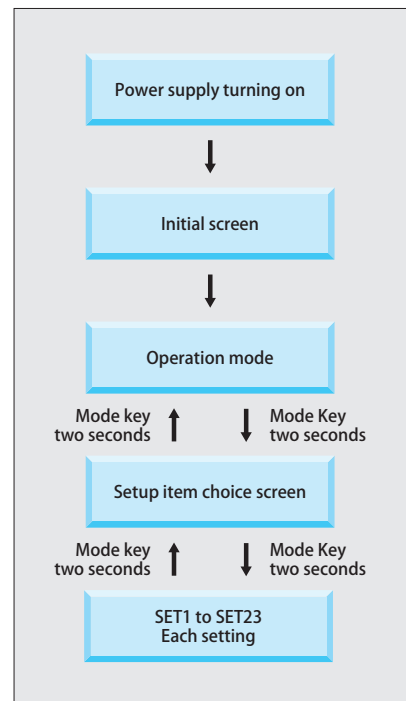 Power supply turning on
Initial screen
Operation mode
Mode key
two seconds
Mode Key
two seconds
Setup item choice screen
Mode key
two seconds
Mode Key
two seconds
SET1 to SET23
Each setting